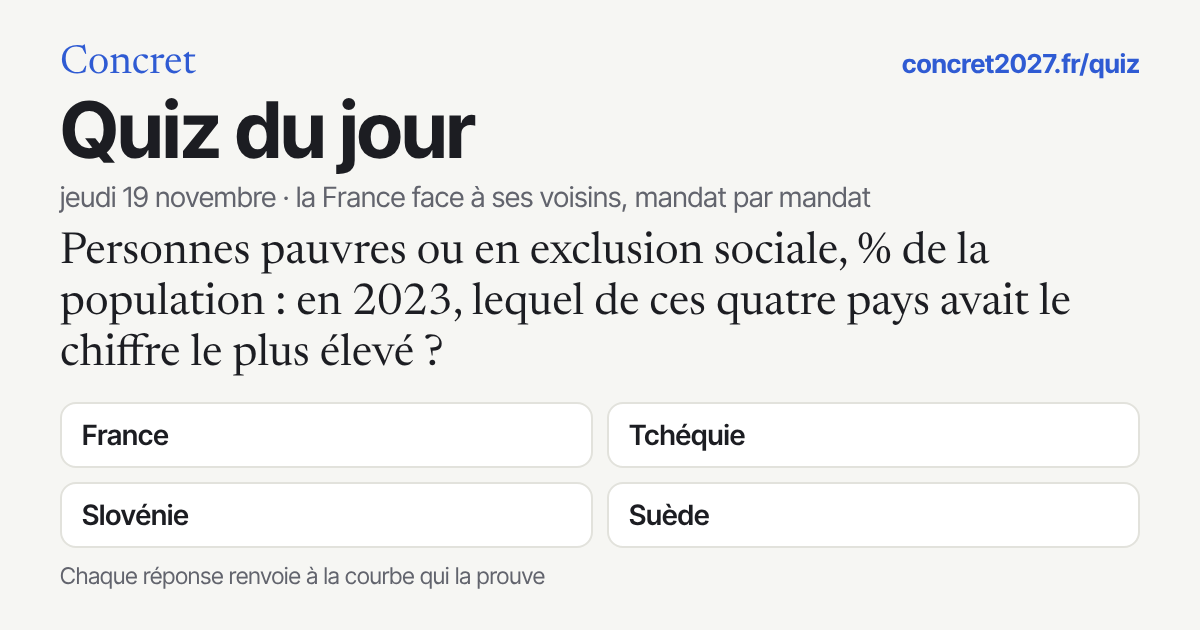 Concret
concret2027.fr/quiz
Quiz du jour
jeudi 19 novembre · la France face à ses voisins, mandat par mandat
Personnes pauvres ou en exclusion sociale, % de la
population : en 2023, lequel de ces quatre pays avait le
chiffre le plus élevé ?
France
Tchéquie
Slovénie
Suède
Chaque réponse renvoie à la courbe qui la prouve